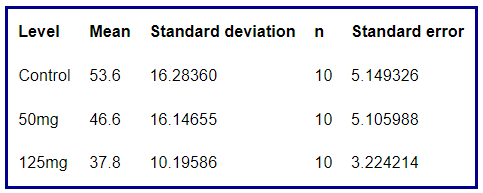 Level Mean Standard deviation n Standard error
Control 53.6 16.28360 10 5.149326
50mg 46.6 16.14655 10 5.105988
125mg 37.8 10.19586 10 3.224214